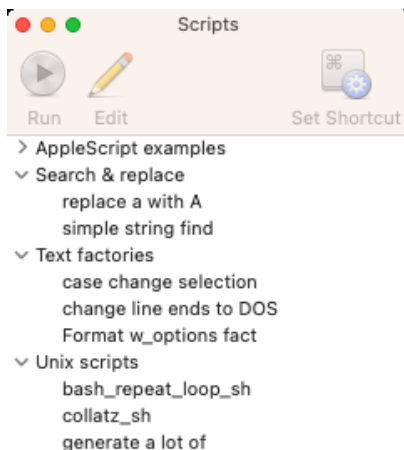 Scripts
⌘
Run Edit Set Shortcut
AppleScript examples
Search & replace
replace a with A
simple string find
Text factories
case change selection
change line ends to DOS
Format w_options fact
Unix scripts
bash_repeat_loop_sh
collatz_sh
generate a lot of